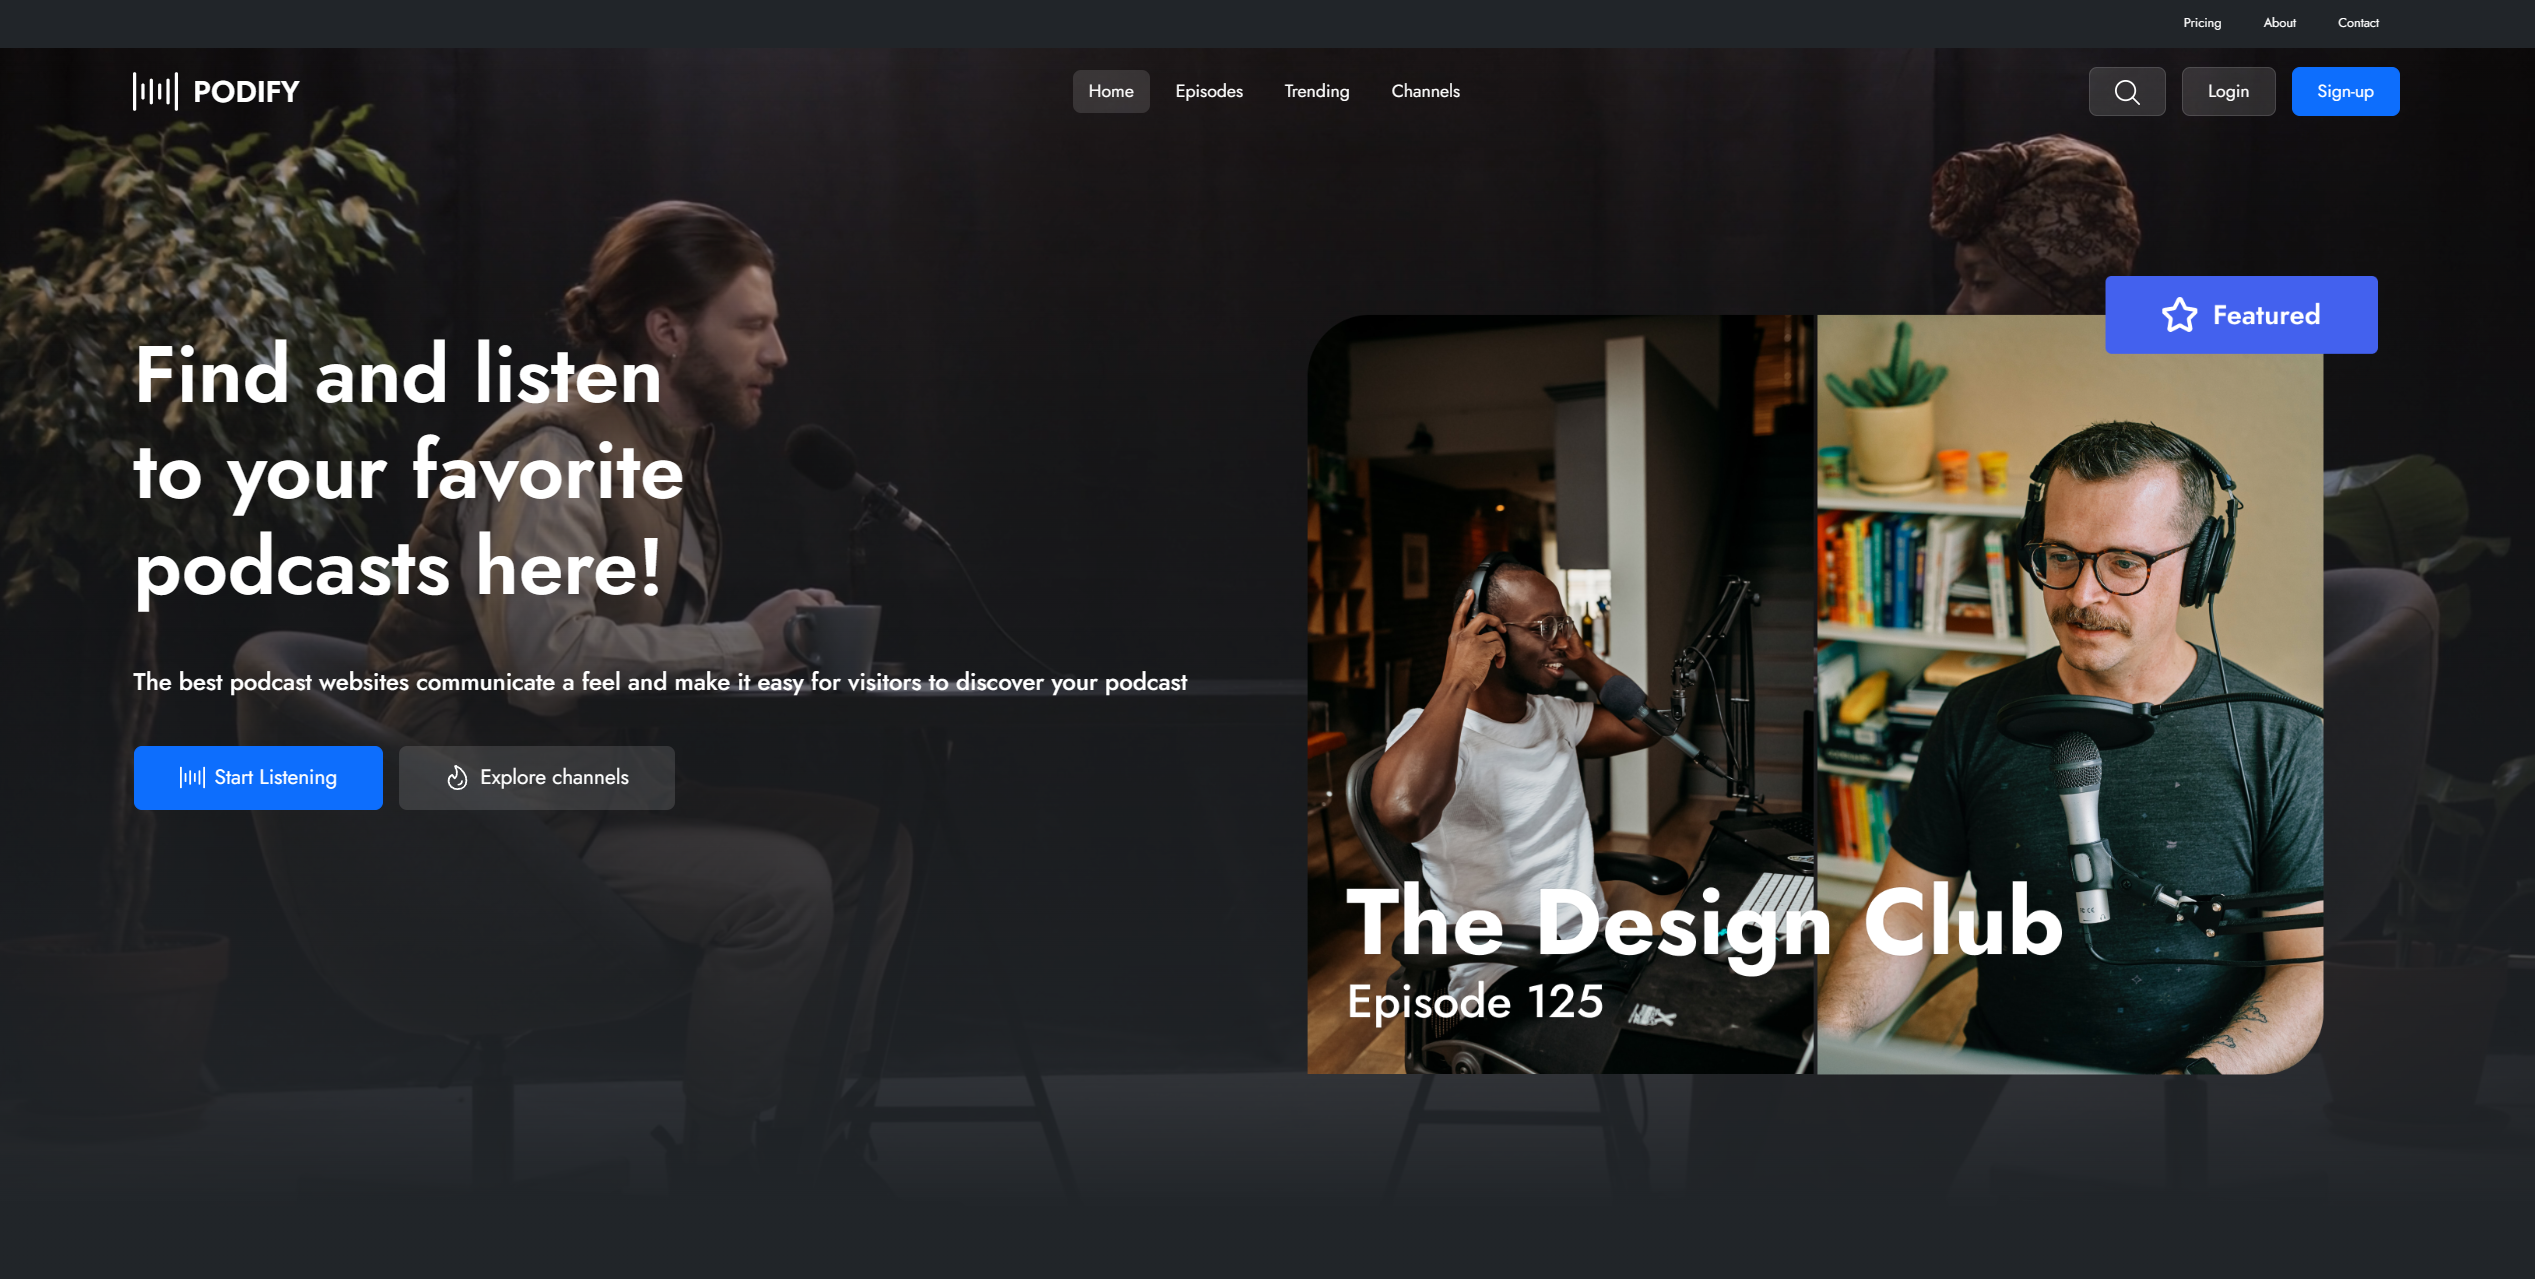 Pricing About Contact
PODIFY
Home Episodes Trending Channels
Login Sign-up
Find and listen
to your favorite
podcasts here!
The best podcast websites communicate a feel and make it easy for visitors to discover your podcast
Start Listening Explore channels
Featured
The Design Club
Episode 125